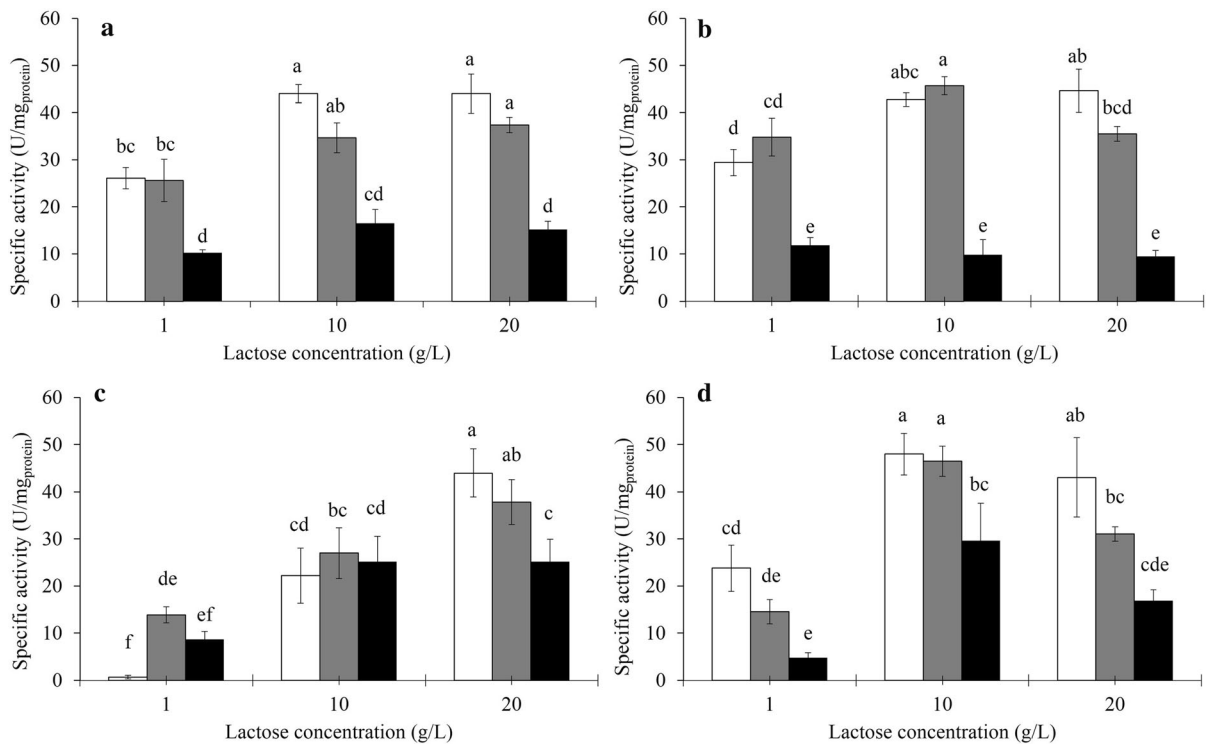 a
60
50
40
30
20
10
0
Specific activity (U/mgprotein)
bc bc d
a ab cd
a a d
1 10 20
Lactose concentration (g/L)
b
60
50
40
30
20
10
0
Specific activity (U/mgprotein)
d cd e
abc a e
ab bcd e
1 10 20
Lactose concentration (g/L)
c
60
50
40
30
20
10
0
Specific activity (U/mgprotein)
f de ef
cd bc cd
a ab c
1 10 20
Lactose concentration (g/L)
d
60
50
40
30
20
10
0
Specific activity (U/mgprotein)
cd de e
a a bc
ab bc cde
1 10 20
Lactose concentration (g/L)